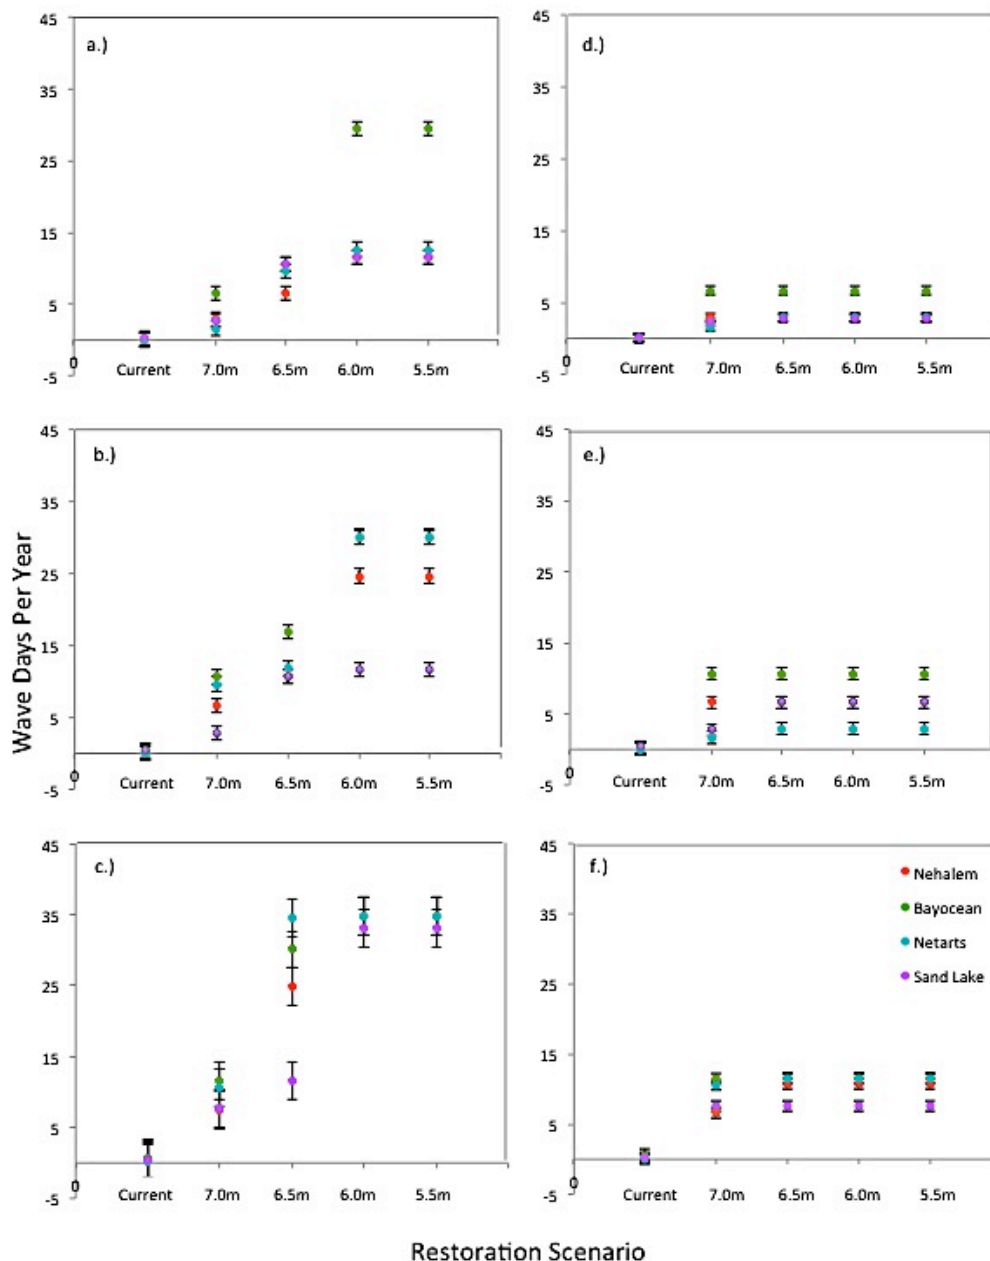 a.)
45
35
25
15
5
0
-5
Current 7.0m 6.5m 6.0m 5.5m
d.)
45
35
25
15
5
0
-5
Current 7.0m 6.5m 6.0m 5.5m
b.)
45
35
25
15
5
0
-5
Current 7.0m 6.5m 6.0m 5.5m
e.)
45
35
25
15
5
0
-5
Current 7.0m 6.5m 6.0m 5.5m
Wave Days Per Year
c.)
45
35
25
15
5
0
-5
Current 7.0m 6.5m 6.0m 5.5m
f.)
45
35
25
15
5
0
-5
Current 7.0m 6.5m 6.0m 5.5m
Nehalem
Bayocean
Netarts
Sand Lake
Restoration Scenario